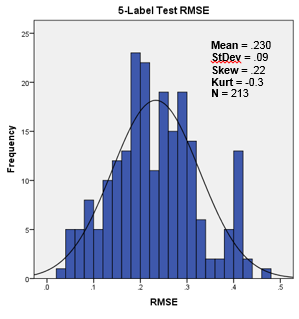 5-Label Test RMSE
Mean = .230
StDev = .09
Skew = .22
Kurt = -0.3
N = 213
Frequency
25
20
15
10
5
0
.0 .1 .2 .3 .4 .5
RMSE